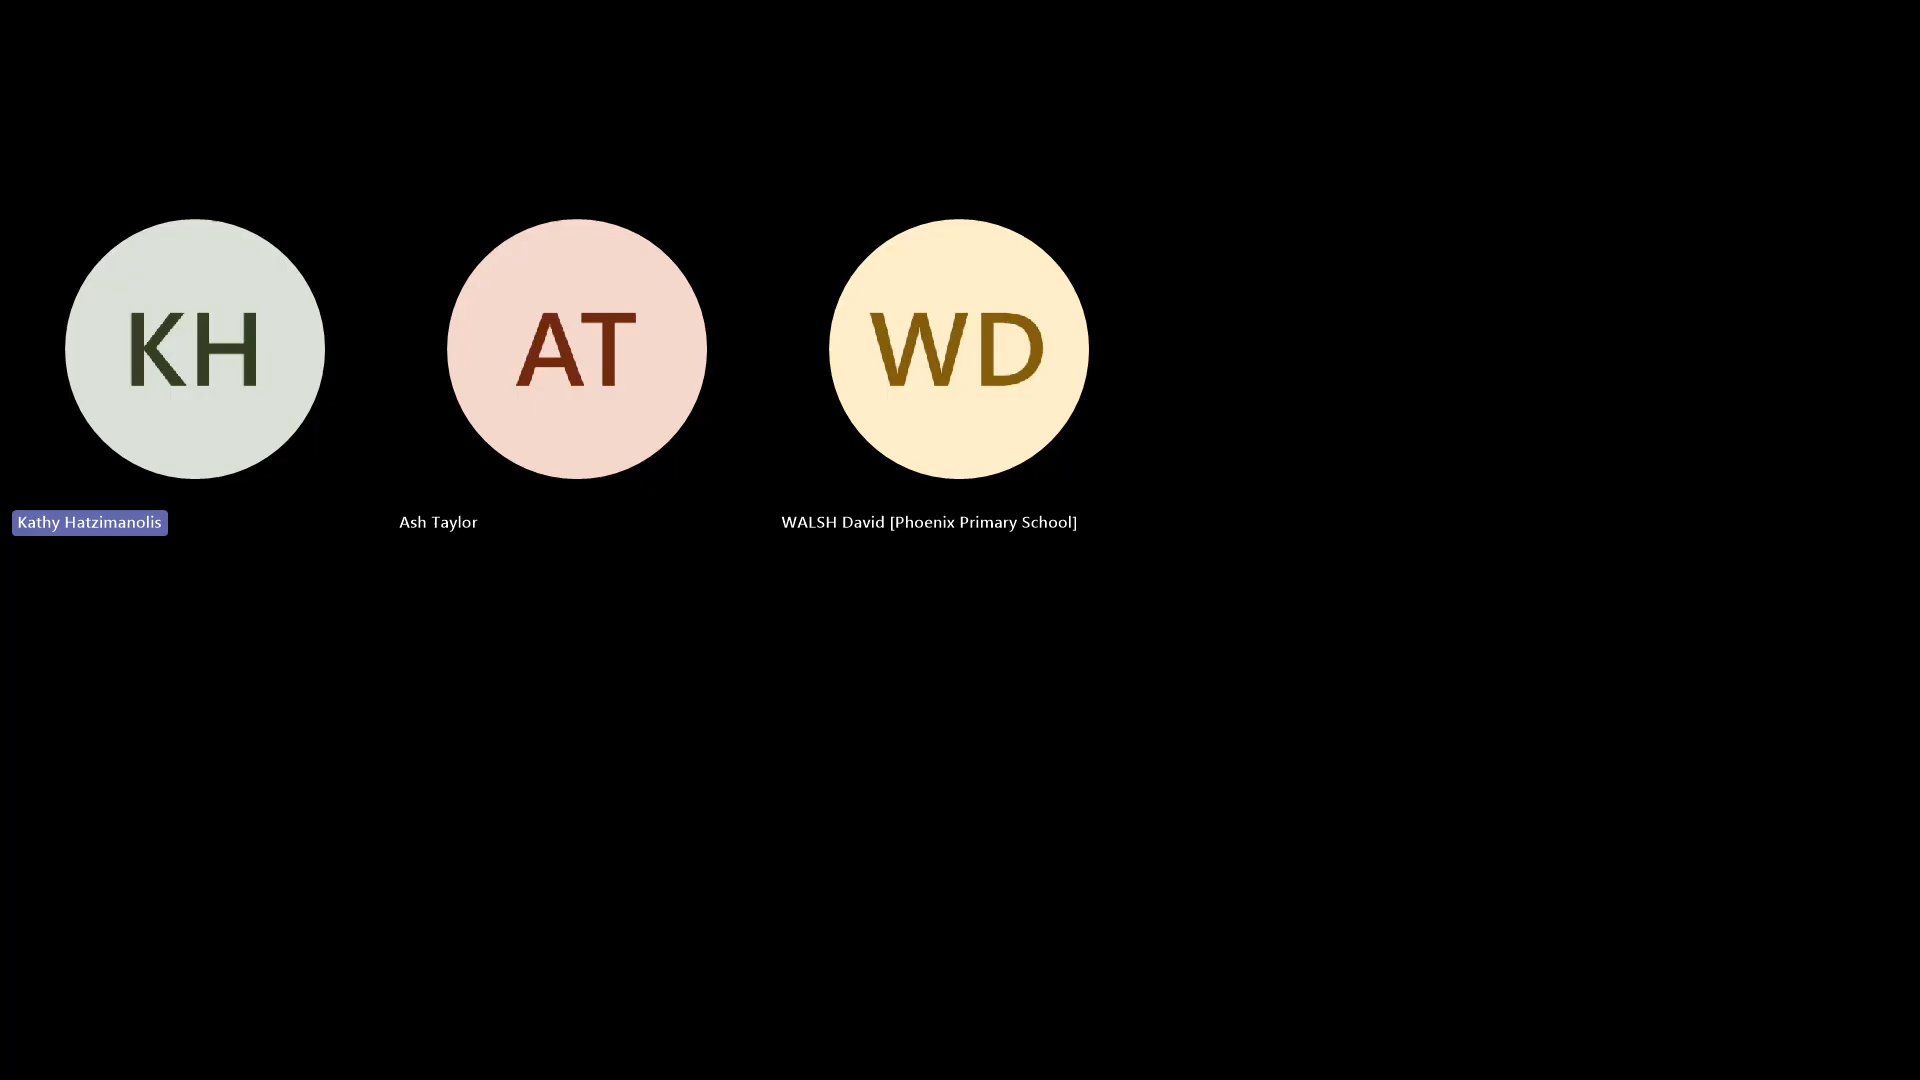 KH
AT
WD
Kathy Hatzimanolis
Ash Taylor
WALSH David [Phoenix Primary School]